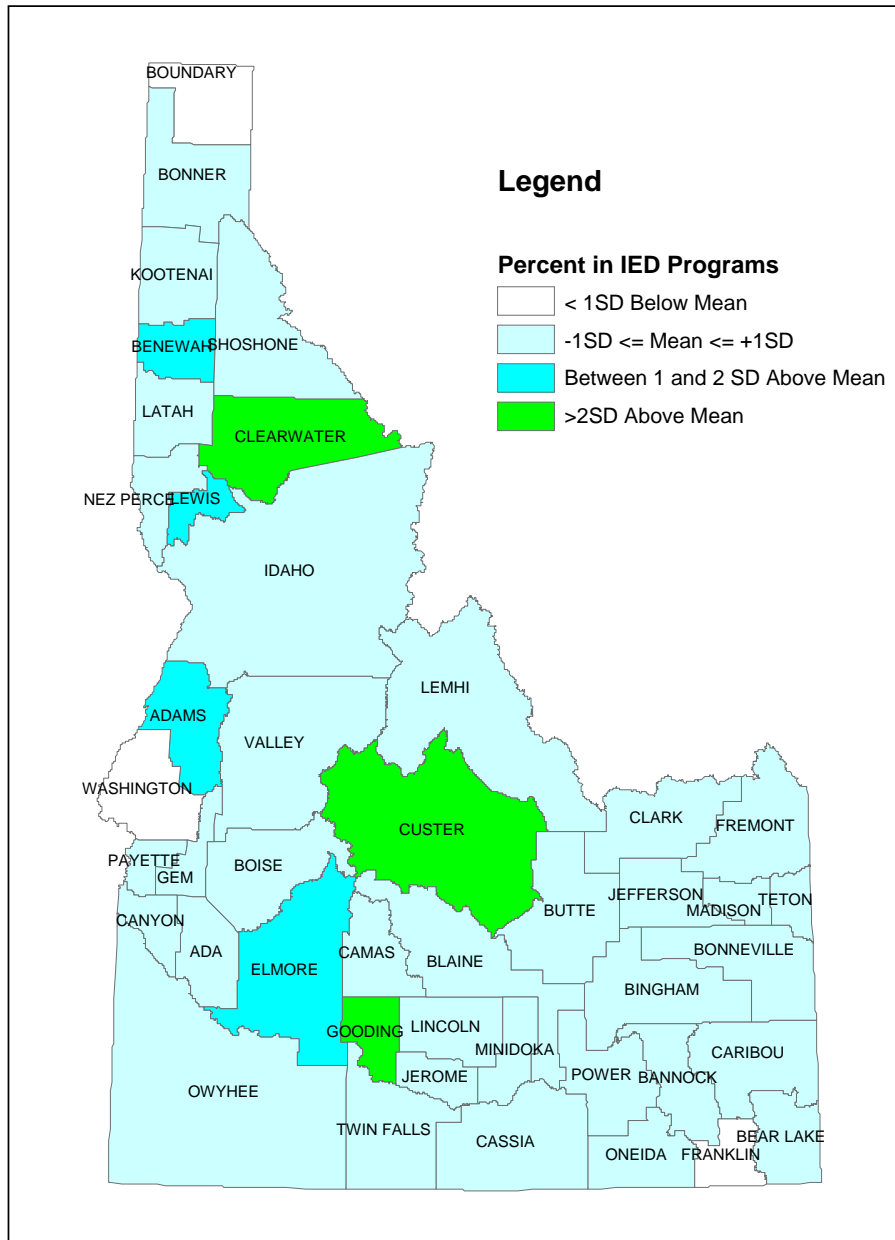 BOUNDARY
BONNER
Legend
Percent in IED Programs
KOOTENAI
< 1SD Below Mean
-1SD <= Mean <= +1SD
BENEWAH
SHOSHONE
Between 1 and 2 SD Above Mean
LATAH
>2SD Above Mean
CLEARWATER
NEZ PERCE
LEWIS
IDAHO
LEMHI
ADAMS
VALLEY
WASHINGTON
CUSTER
CLARK
FREMONT
PAYETTE
GEM
BOISE
JEFFERSON
MADISON
TETON
CANYON
BUTTE
ADA
CAMAS
BLAINE
BONNEVILLE
ELMORE
BINGHAM
GOODING
LINCOLN
MINIDOKA
CARIBOU
JEROME
POWER
BANNOCK
OWYHEE
TWIN FALLS
CASSIA
ONEIDA
FRANKLIN
BEAR LAKE